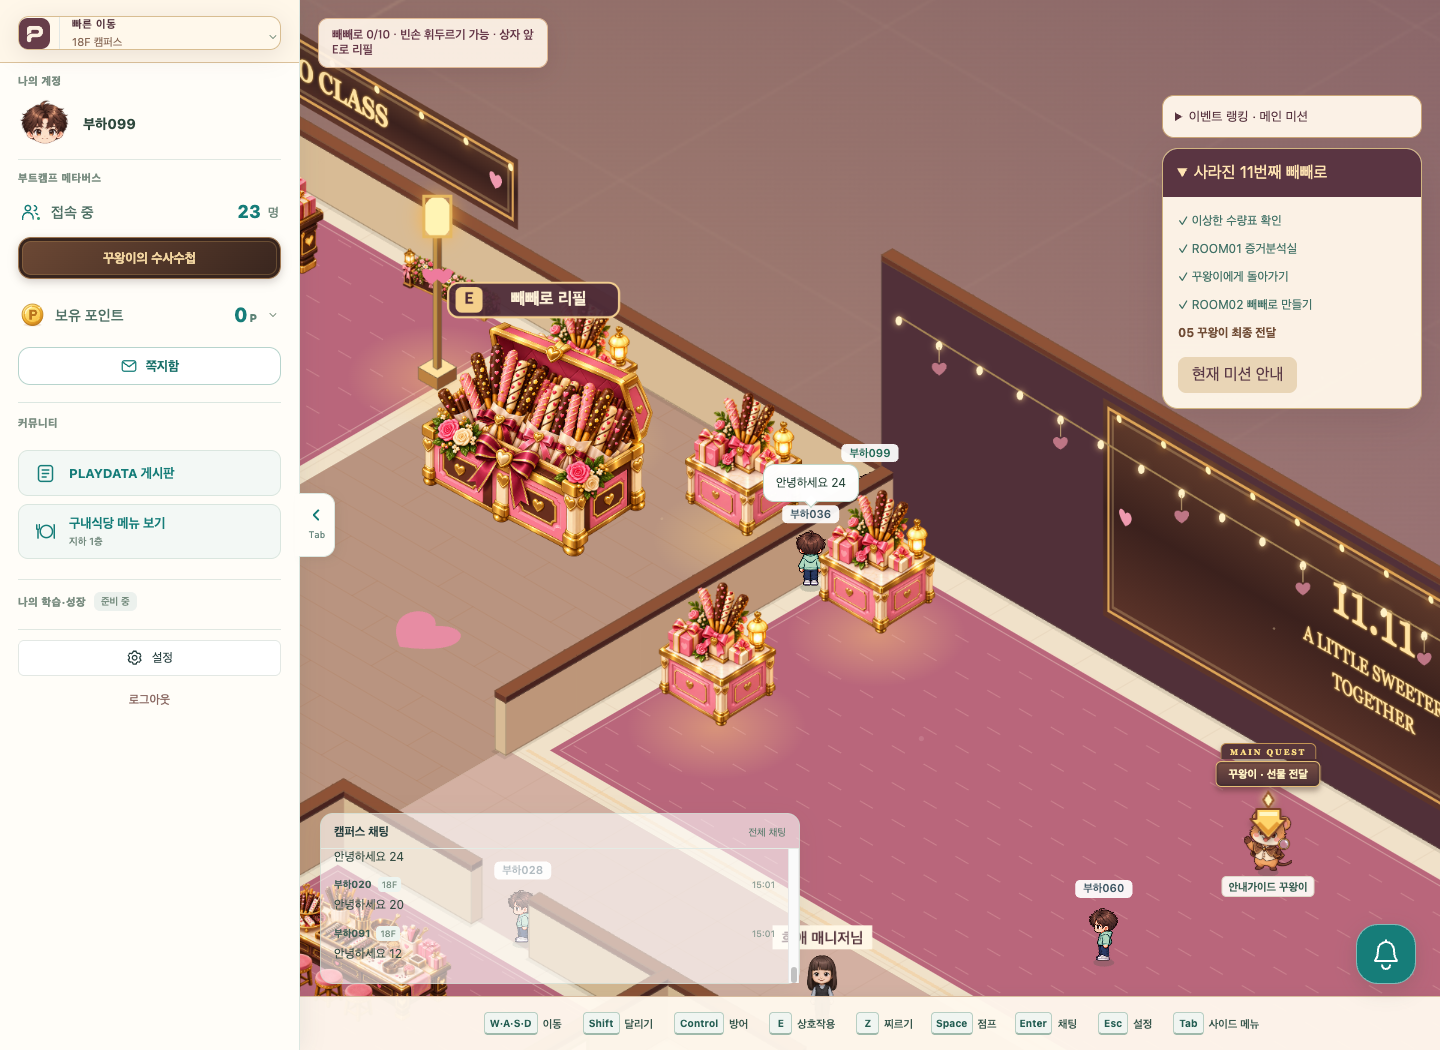 빠른 이동
18F 캠퍼스
나의 계정
부하099
부트캠프 메타버스
접속 중 23 명
꾸왕이의 수사수첩
보유 포인트 0 P
쪽지함
커뮤니티
PLAYDATA 게시판
구내식당 메뉴 보기
지하 1층
나의 학습·성장 준비 중
설정
로그아웃
빼빼로 0/10 · 빈손 휘두르기 가능 · 상자 앞
E로 리필
O CLASS
E 빼빼로 리필
Tab
부하099
안녕하세요 24
부하036
이벤트 랭킹 · 메인 미션
사라진 11번째 빼빼로
✓ 이상한 수량표 확인
✓ ROOM01 증거분석실
✓ 꾸왕이에게 돌아가기
✓ ROOM02 빼빼로 만들기
05 꾸왕이 최종 전달
현재 미션 안내
11.11
A LITTLE SWEETER
TOGETHER
MAIN QUEST
꾸왕이 · 선물 전달
안내가이드 꾸왕이
부하060
부하028
매니저님
캠퍼스 채팅 전체 채팅
안녕하세요 24
부하020 18F 15:01
안녕하세요 20
부하091 18F 15:01
안녕하세요 12
W·A·S·D 이동 Shift 달리기 Control 방어 E 상호작용 Z 찌르기 Space 점프 Enter 채팅 Esc 설정 Tab 사이드 메뉴